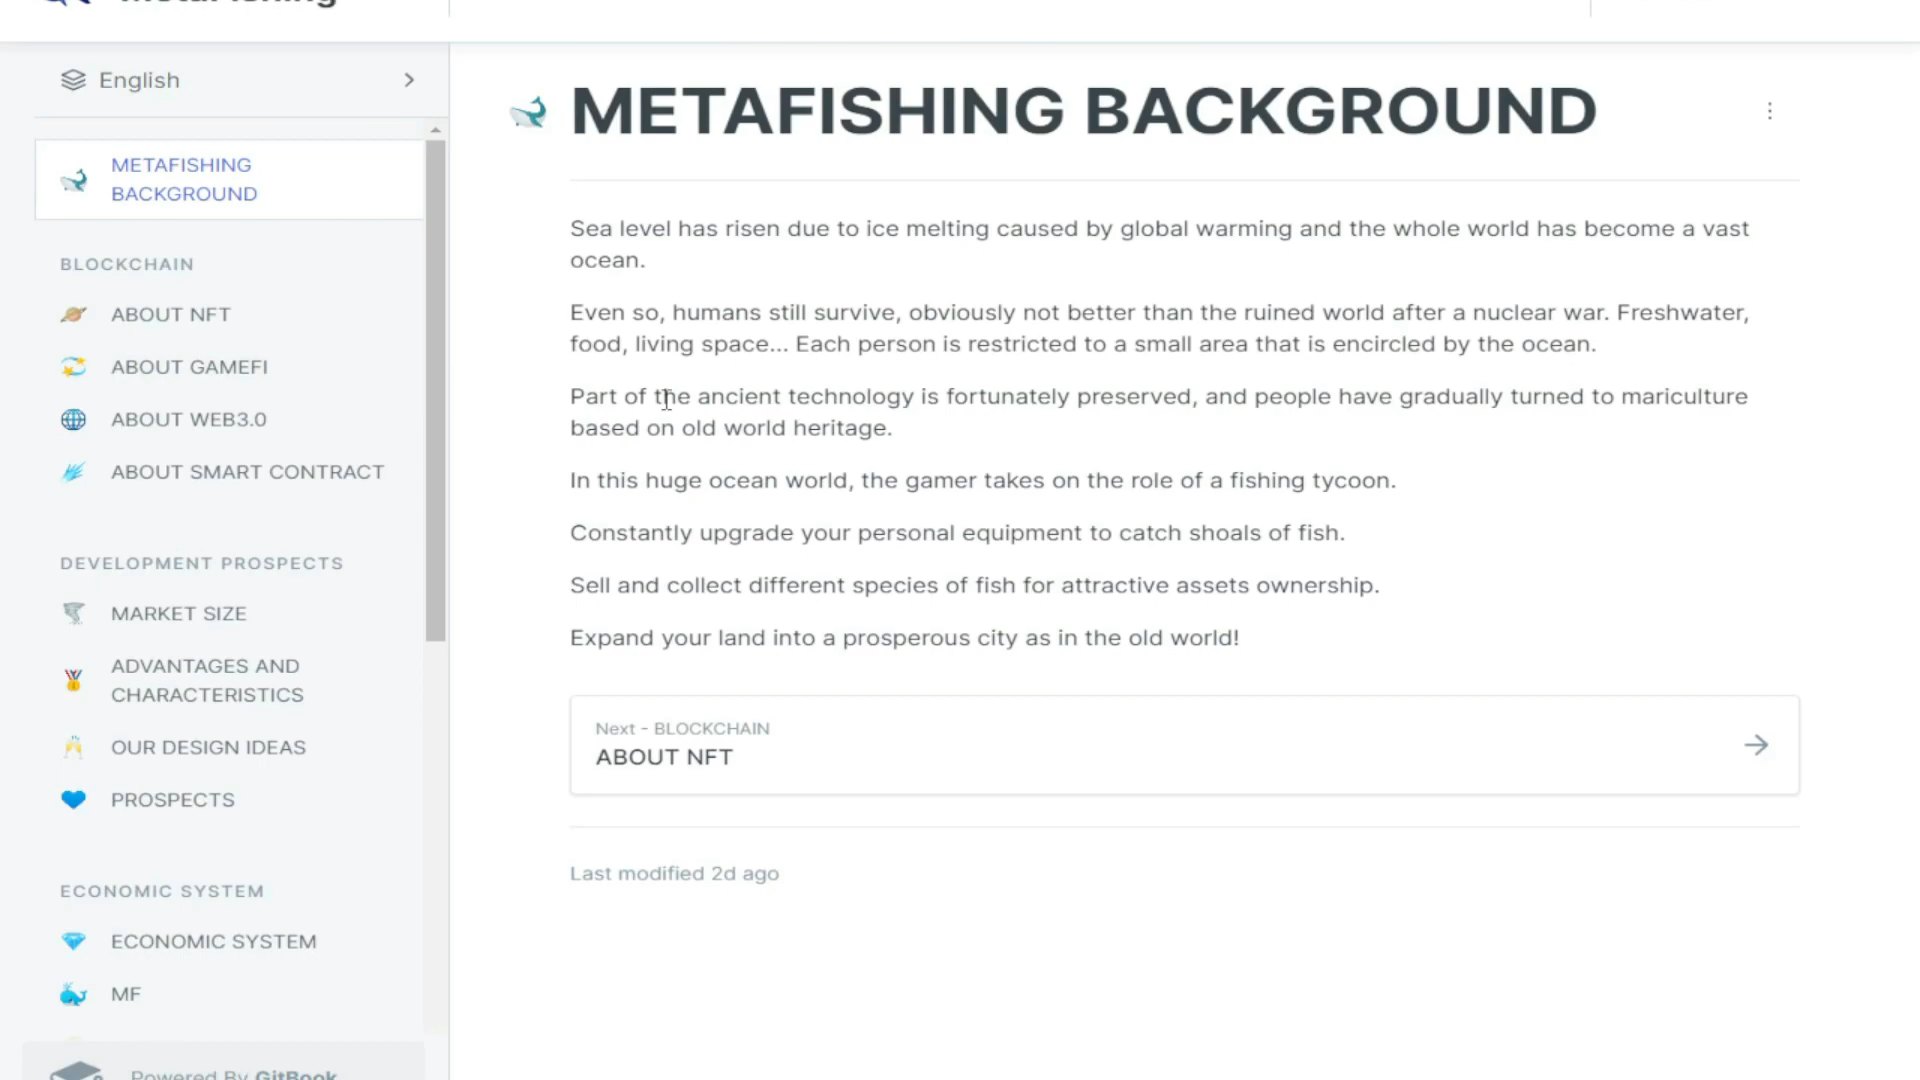 MetaFishing
English
METAFISHING
BACKGROUND
BLOCKCHAIN
ABOUT NFT
ABOUT GAMEFI
ABOUT WEB3.0
ABOUT SMART CONTRACT
DEVELOPMENT PROSPECTS
MARKET SIZE
ADVANTAGES AND
CHARACTERISTICS
OUR DESIGN IDEAS
PROSPECTS
ECONOMIC SYSTEM
ECONOMIC SYSTEM
MF
Powered By GitBook
METAFISHING BACKGROUND
Sea level has risen due to ice melting caused by global warming and the whole world has become a vast
ocean.
Even so, humans still survive, obviously not better than the ruined world after a nuclear war. Freshwater,
food, living space... Each person is restricted to a small area that is encircled by the ocean.
Part of the ancient technology is fortunately preserved, and people have gradually turned to mariculture
based on old world heritage.
In this huge ocean world, the gamer takes on the role of a fishing tycoon.
Constantly upgrade your personal equipment to catch shoals of fish.
Sell and collect different species of fish for attractive assets ownership.
Expand your land into a prosperous city as in the old world!
Next - BLOCKCHAIN
ABOUT NFT
Last modified 2d ago